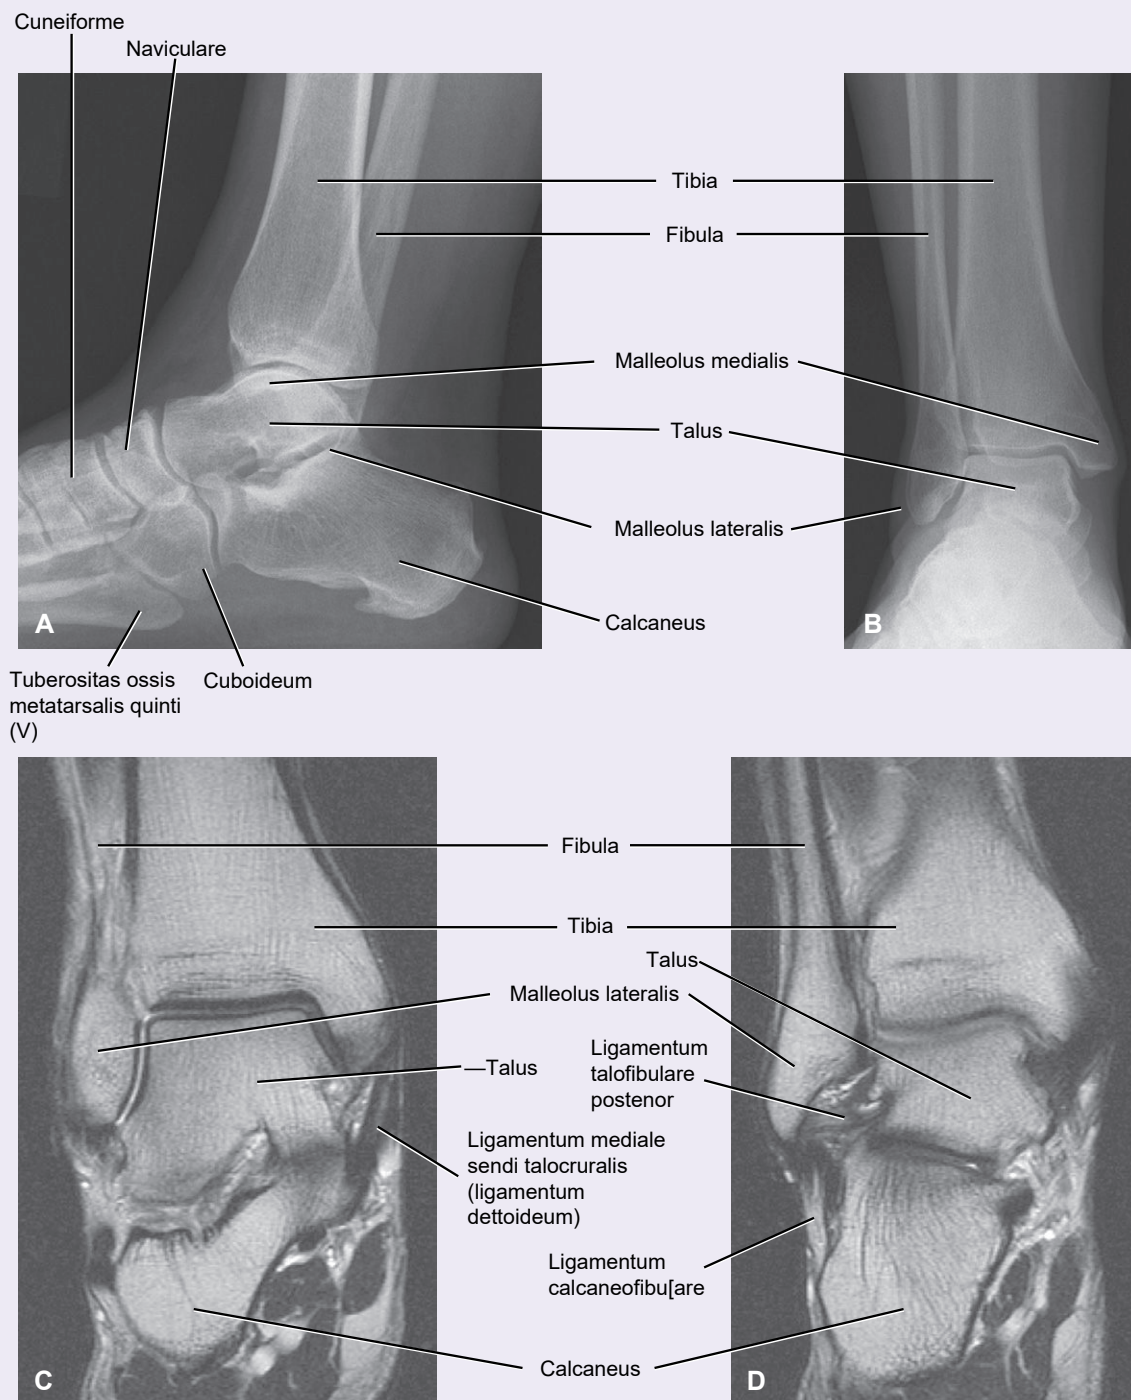 Cuneiforme
Naviculare
Tibia
Fibula
Malleolus medialis
Talus
Malleolus lateralis
Calcaneus
A
B
Tuberositas ossis
metatarsalis quinti
(V)
Cuboideum
Fibula
Tibia
Talus
Malleolus lateralis
Ligamentum
talofibulare
postenor
—Talus
Ligamentum mediale
sendi talocruralis
(ligamentum
dettoideum)
Ligamentum
calcaneofibu[are
Calcaneus
C
D